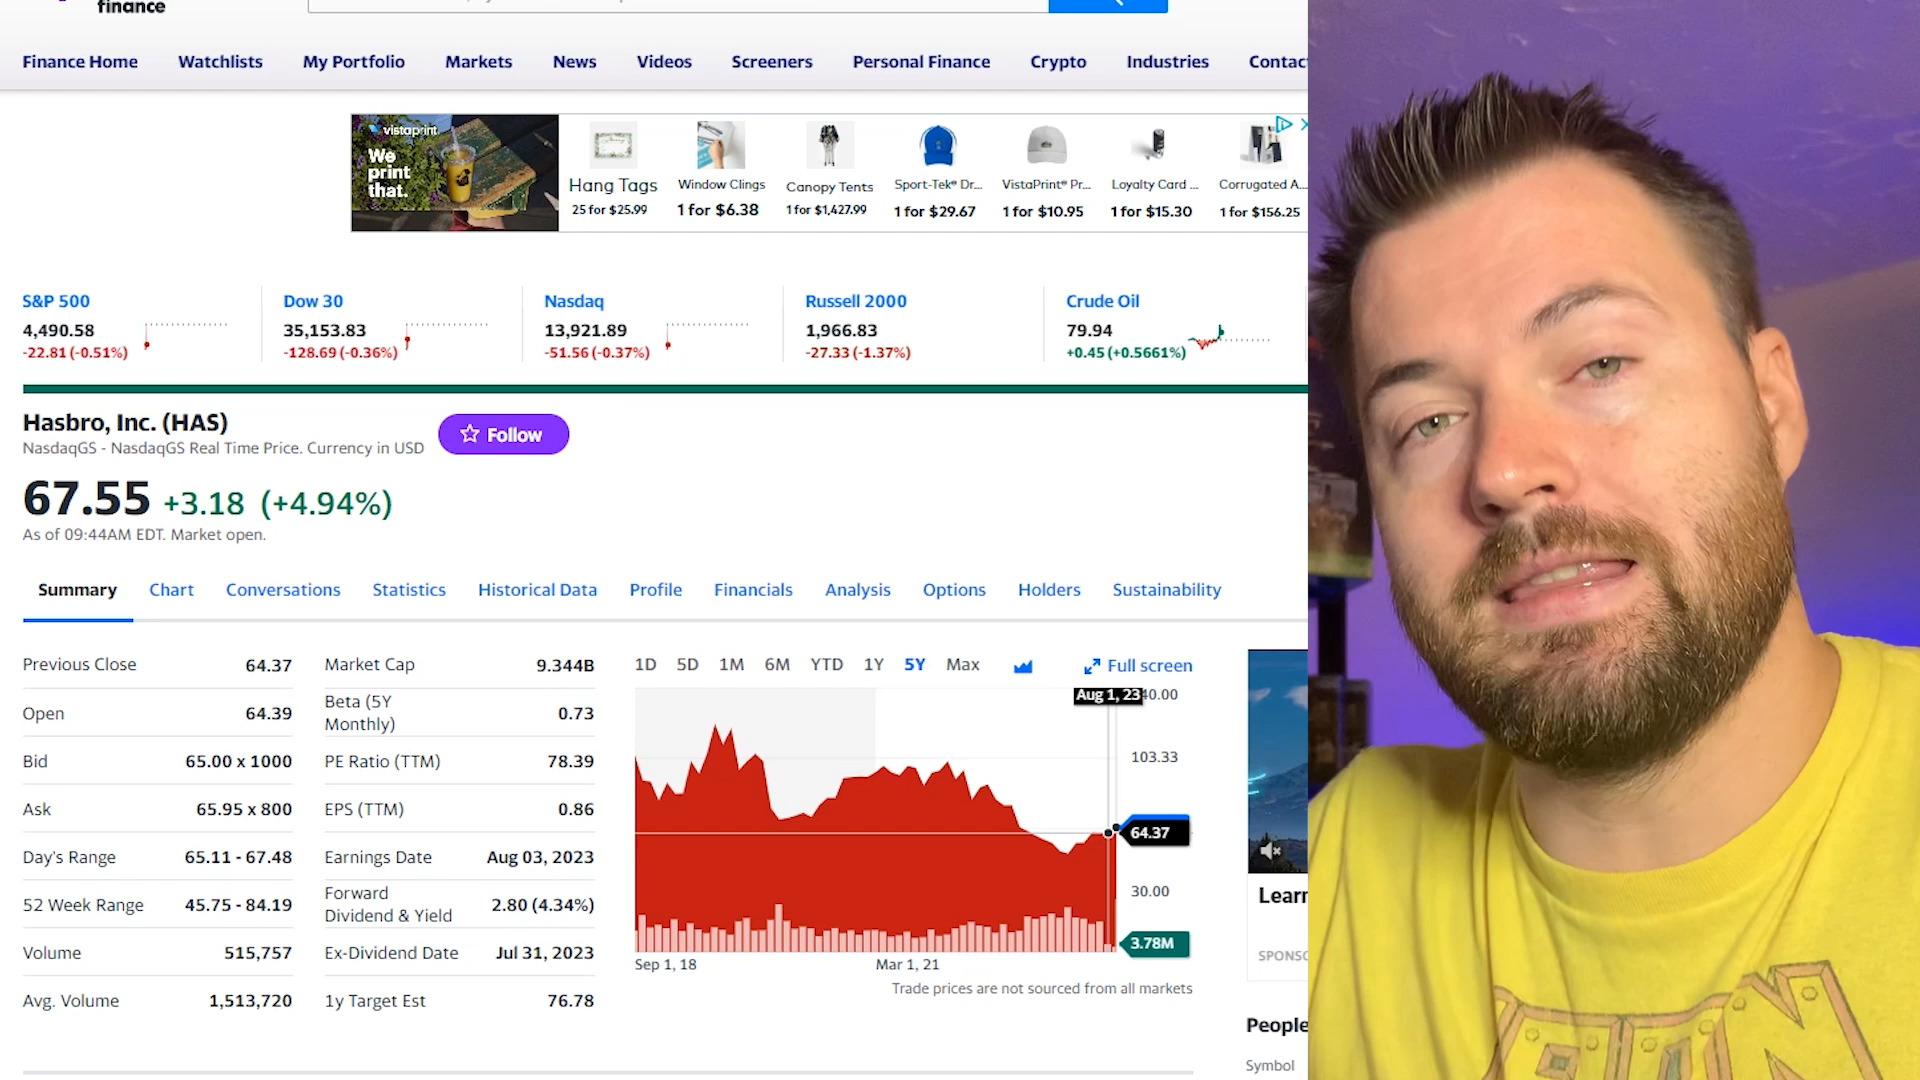 finance
Finance Home Watchlists My Portfolio Markets News Videos Screeners Personal Finance Crypto Industries Contac
vistaprint
We
print
that.
Hang Tags Window Clings Canopy Tents Sport-Tek® Dr... VistaPrint® Pr... Loyalty Card ... Corrugated A...
25 for $25.99 1 for $6.38 1 for $1,427.99 1 for $29.67 1 for $10.95 1 for $15.30 1 for $156.25
S&P 500 Dow 30 Nasdaq Russell 2000 Crude Oil
4,490.58 35,153.83 13,921.89 1,966.83 79.94
-22.81 (-0.51%) -128.69 (-0.36%) -51.56 (-0.37%) -27.33 (-1.37%) +0.45 (+0.5661%)
Hasbro, Inc. (HAS)
NasdaqGS - NasdaqGS Real Time Price. Currency in USD
Follow
67.55 +3.18 (+4.94%)
As of 09:44AM EDT. Market open.
Summary Chart Conversations Statistics Historical Data Profile Financials Analysis Options Holders Sustainability
Previous Close 64.37
Open 64.39
Bid 65.00 x 1000
Ask 65.95 x 800
Day's Range 65.11 - 67.48
52 Week Range 45.75 - 84.19
Volume 515,757
Avg. Volume 1,513,720
Market Cap 9.344B
Beta (5Y
Monthly) 0.73
PE Ratio (TTM) 78.39
EPS (TTM) 0.86
Earnings Date Aug 03, 2023
Forward
Dividend & Yield 2.80 (4.34%)
Ex-Dividend Date Jul 31, 2023
1y Target Est 76.78
1D 5D 1M 6M YTD 1Y 5Y Max Full screen
Aug 1, 23 40.00
103.33
64.37
30.00
3.78M
Sep 1, 18 Mar 1, 21
Trade prices are not sourced from all markets
Learn
SPONSO
People
Symbol